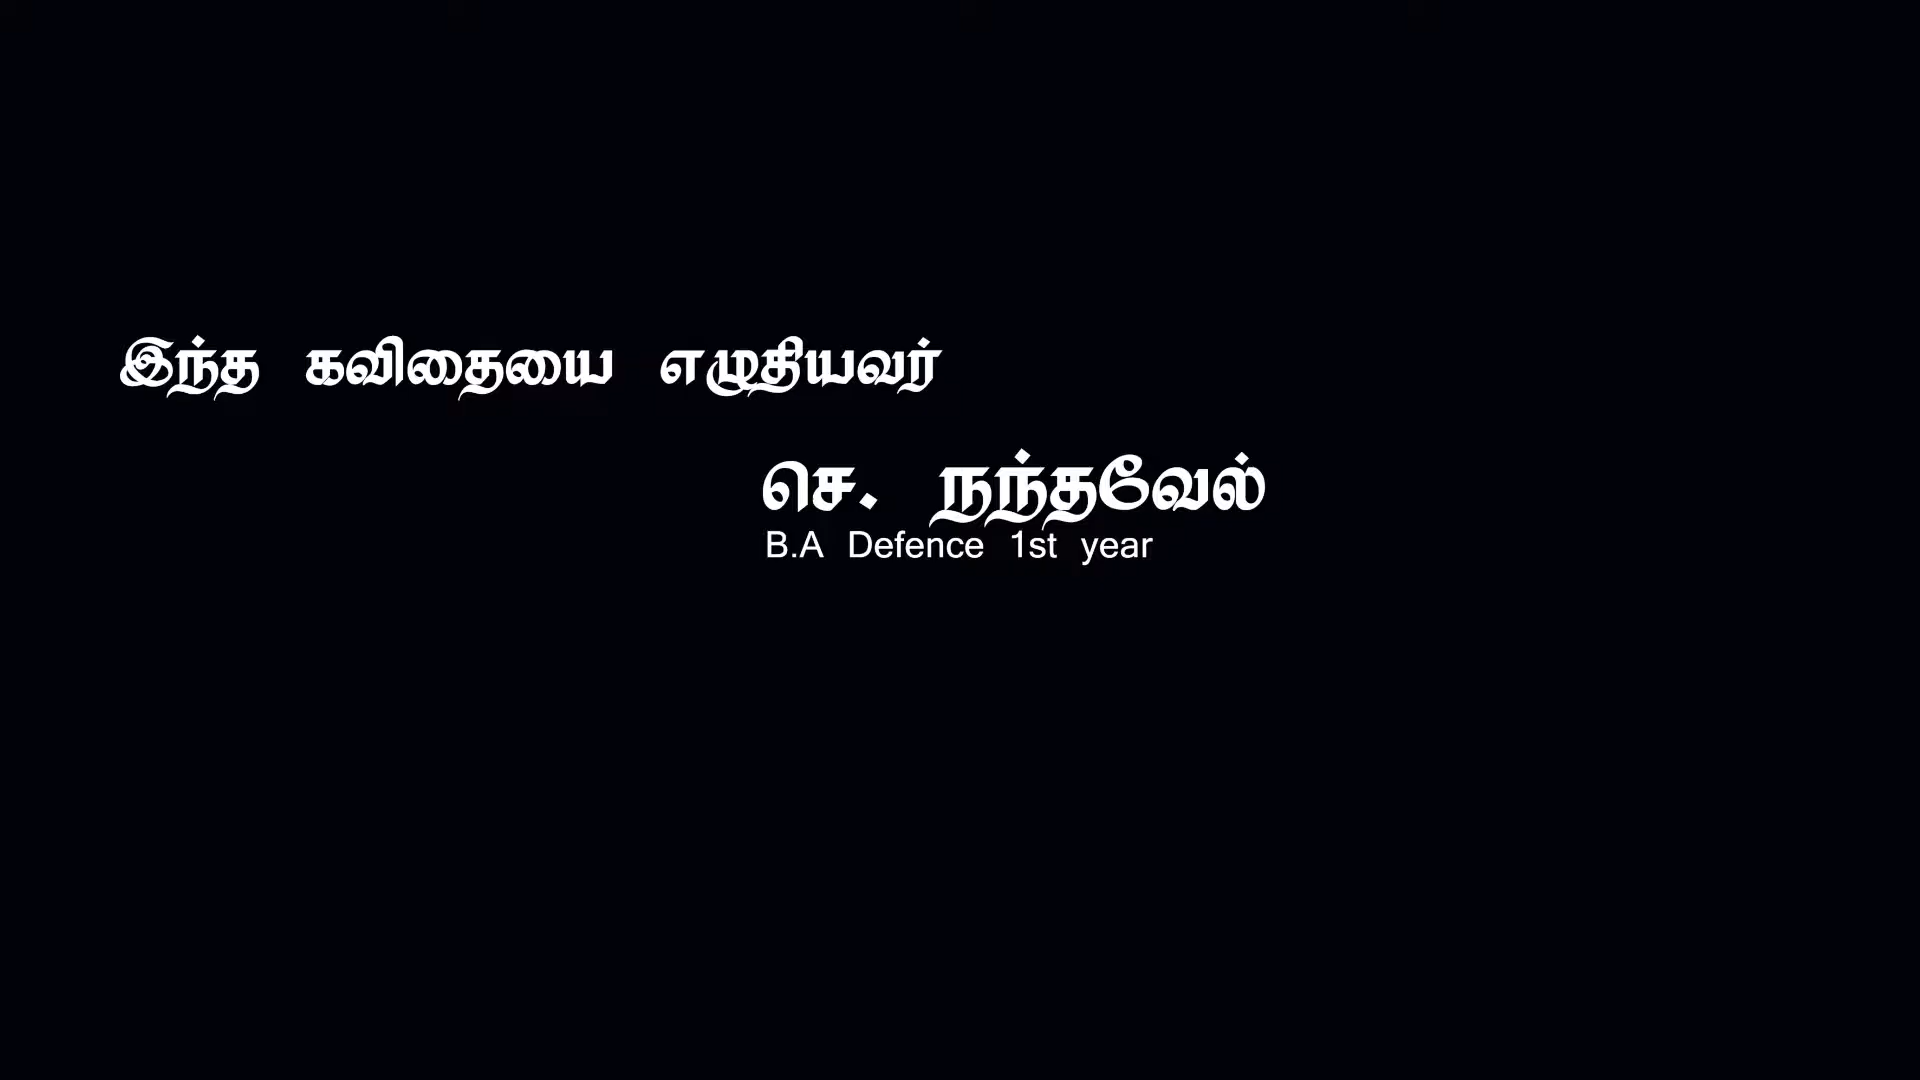 இந்த கவிதையை எழுதியவர்
செ. நந்தவேல்
B.A Defence 1st year